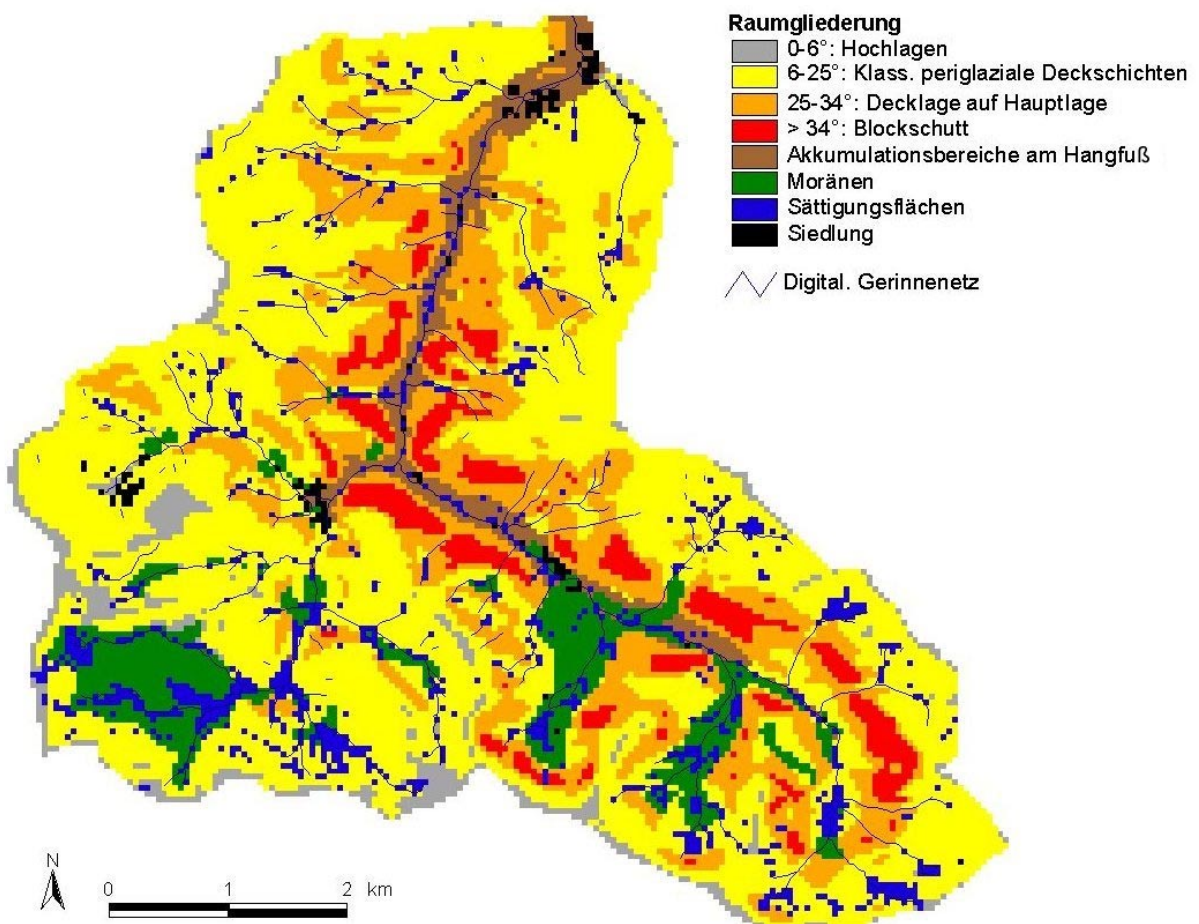 Raumgliederung
0-6°: Hochlagen
6-25°: Klass. periglaziale Deckschichten
25-34°: Decklage auf Hauptlage
> 34°: Blockschutt
Akkumulationsbereiche am Hangfuß
Moränen
Sättigungsflächen
Siedlung
Digital. Gerinnenetz
N
0 1 2 km